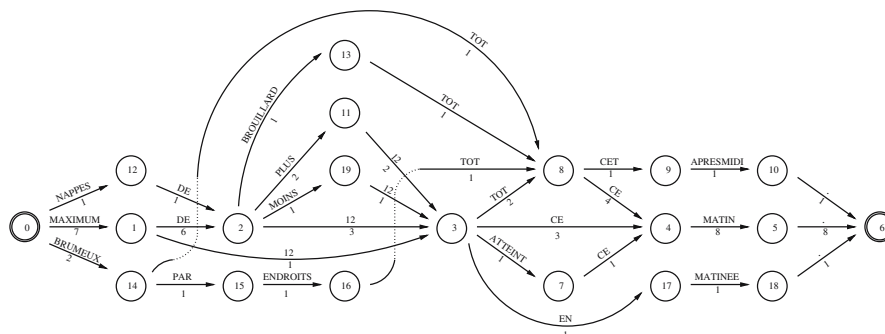 TOT
1
13
BROUILLARD
1
TOT
1
11
PLUS
2
12
2
NAPPES
1
12
DE
1
MOINS
1
19
12
1
TOT
1
8
CET
1
9
APRESMIDI
1
10
.
1
TOT
2
CE
4
0
MAXIMUM
7
1
DE
6
2
12
3
3
CE
3
4
MATIN
8
5
.
8
6
BRUMEUX
2
12
1
ATTEINT
1
CE
1
14
PAR
1
15
ENDROITS
1
16
7
17
MATINEE
1
18
.
1
EN
1